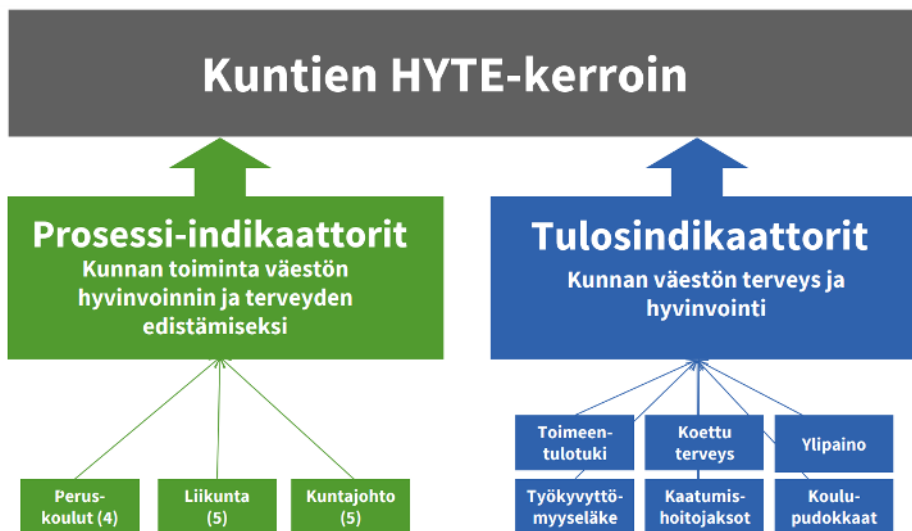 Kuntien HYTE-kerroin
Prosessi-indikaattorit
Kunnan toiminta väestön
hyvinvoinnin ja terveyden
edistämiseksi
Tulosindikaattorit
Kunnan väestön terveys ja
hyvinvointi
Perus-
koulut (4)
Liikunta
(5)
Kuntajohto
(5)
Toimeen-
tulotuki
Koettu
terveys
Ylipaino
Työkyvyttö-
myyseläke
Kaatumis-
hoitojaksot
Koulu-
pudokkaat